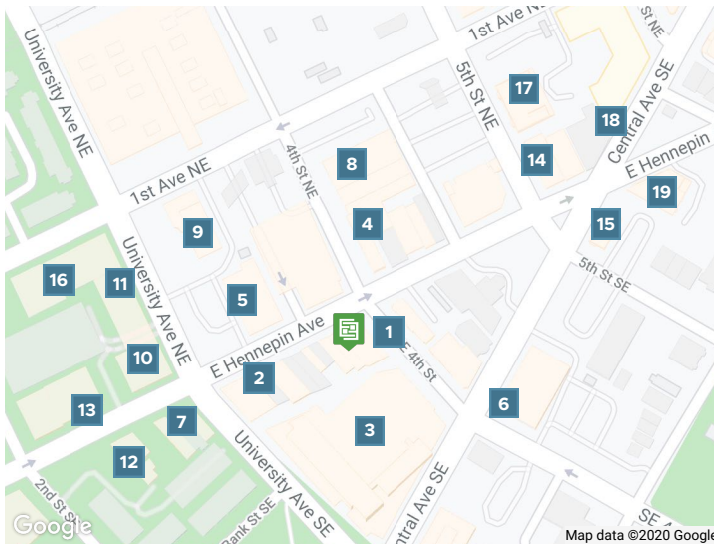 1st Ave NE
St NE
University Ave NE
5th St NE
17
Central Ave SE
18
4th St NE
8
14
E Hennepin
1st Ave NE
19
4
15
9
16
11
University Ave NE
5th St SE
5
E Hennepin Ave
1
E 4th St
10
2
6
13
7
3
12
University Ave SE
2nd St SE
Bank St SE
ntral Ave SE
SE
Google
Map data ©2020 Google